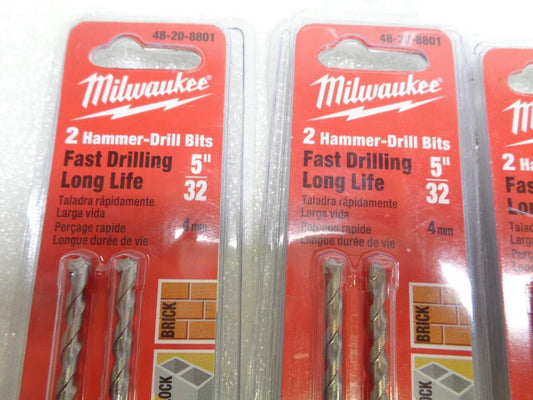 48-20-8801
Milwaukee
2 Hammer-Drill Bits
Fast Drilling
Long Life
5"
32
Taladra rápidamente
Larga vida
Perçage rapide
Longue durée de vie
4mm
BRICK
48-20-8801
Milwaukee
2 Hammer-Drill Bits
Fast Drilling
Long Life
5"
32
Taladra rápidamente
Larga vida
Perçage rapide
Longue durée de vie
4mm
BRICK
2 Ham